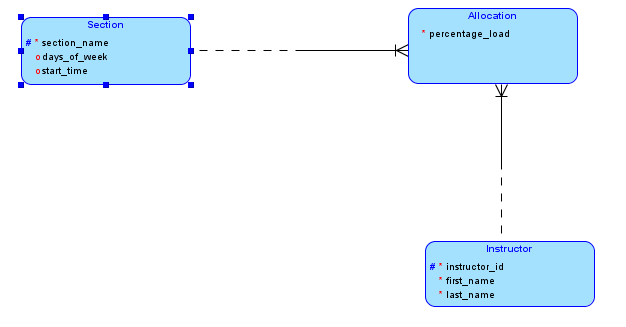 Section
# * section_name
o days_of_week
o start_time
Allocation
* percentage_load
Instructor
# * instructor_id
* first_name
* last_name